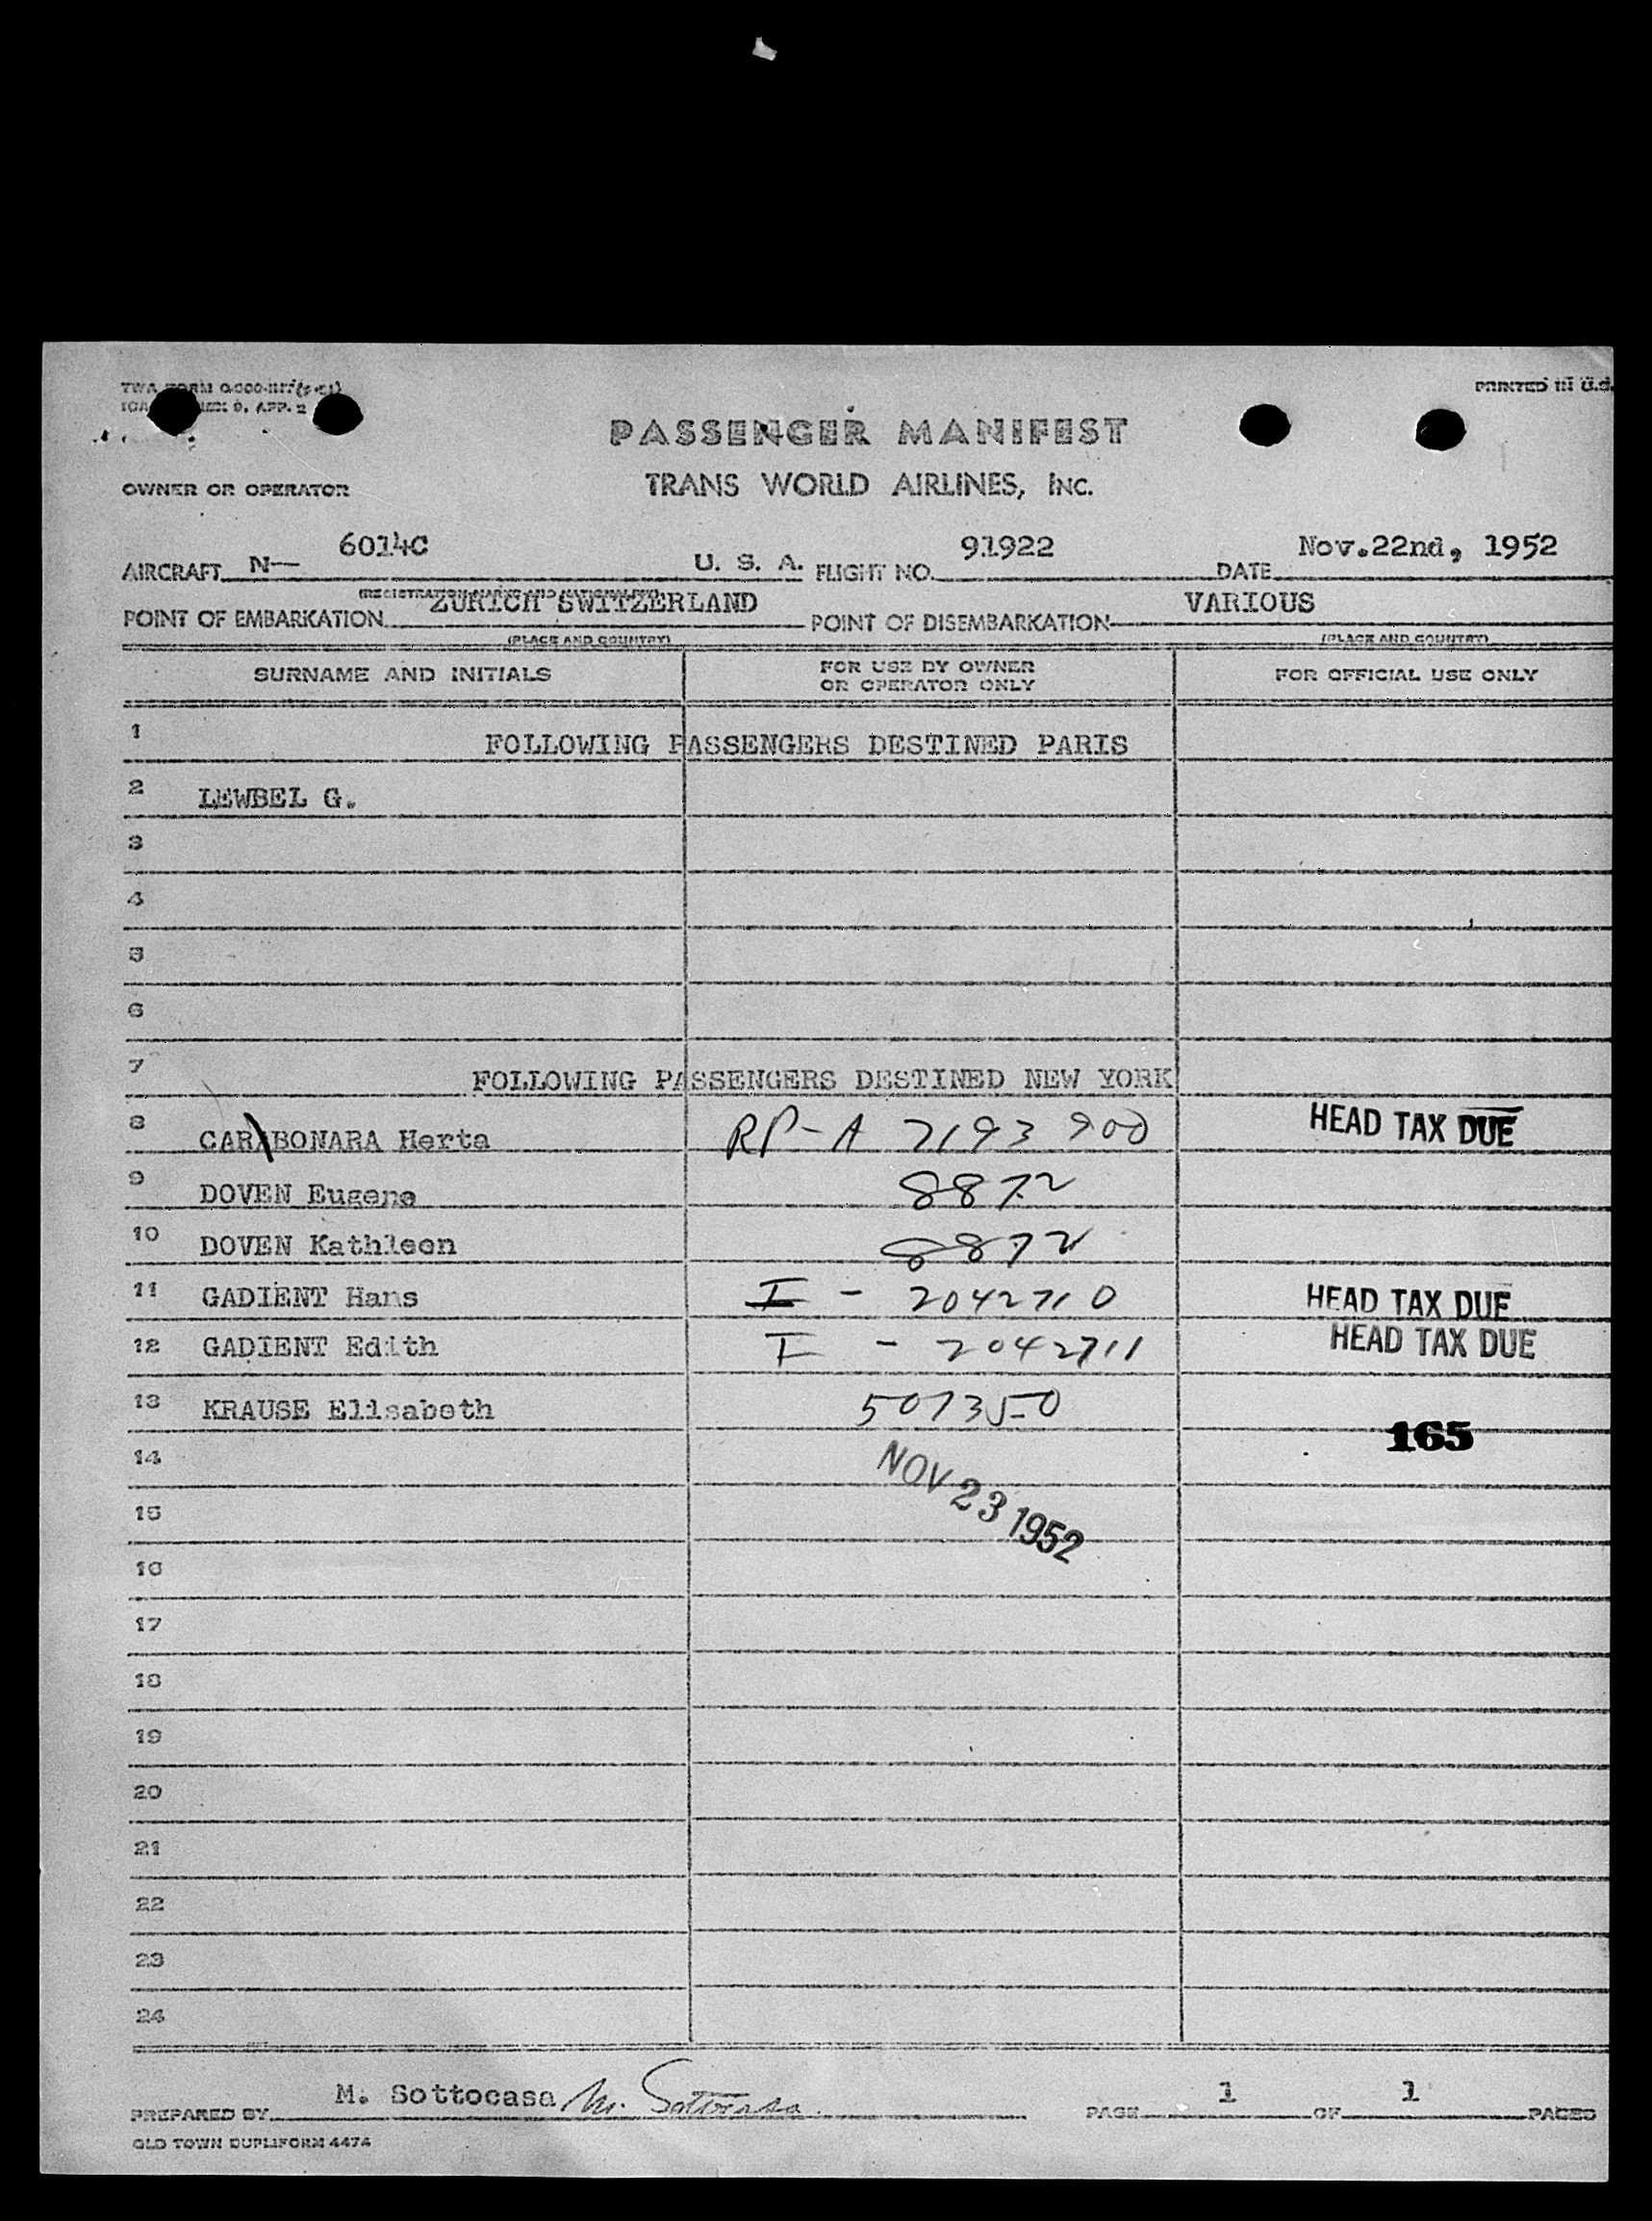 PRINTED IN U.S.
PASSENGER MANIFEST
OWNER OR OPERATOR TRANS WORLD AIRLINES, INC.
AIRCRAFT N— 6014C U. S. A. FLIGHT NO. 91922 DATE Nov.22nd, 1952
POINT OF EMBARKATION ZURICH SWITZERLAND POINT OF DISEMBARKATION VARIOUS
(PLACE AND COUNTRY) (PLACE AND COUNTRY)
SURNAME AND INITIALS FOR USE BY OWNER OR OPERATOR ONLY FOR OFFICIAL USE ONLY
1 FOLLOWING PASSENGERS DESTINED PARIS
2 LEWBEL G.
3
4
5
6
7 FOLLOWING PASSENGERS DESTINED NEW YORK
8 CAR\BONARA Herta RP-A 7193900 HEAD TAX DUE
9 DOVEN Eugene 8872
10 DOVEN Kathleen 8872
11 GADIENT Hans I - 2042710 HEAD TAX DUE
12 GADIENT Edith I - 2042711 HEAD TAX DUE
13 KRAUSE Elisabeth 507350
165
14 NOV 23 1952
15
16
17
18
19
20
21
22
23
24
PREPARED BY M. Sottocasa M. Sottocasa PAGE 1 OF 1 PAGES
OLD TOWN DUPLIFORM 4474